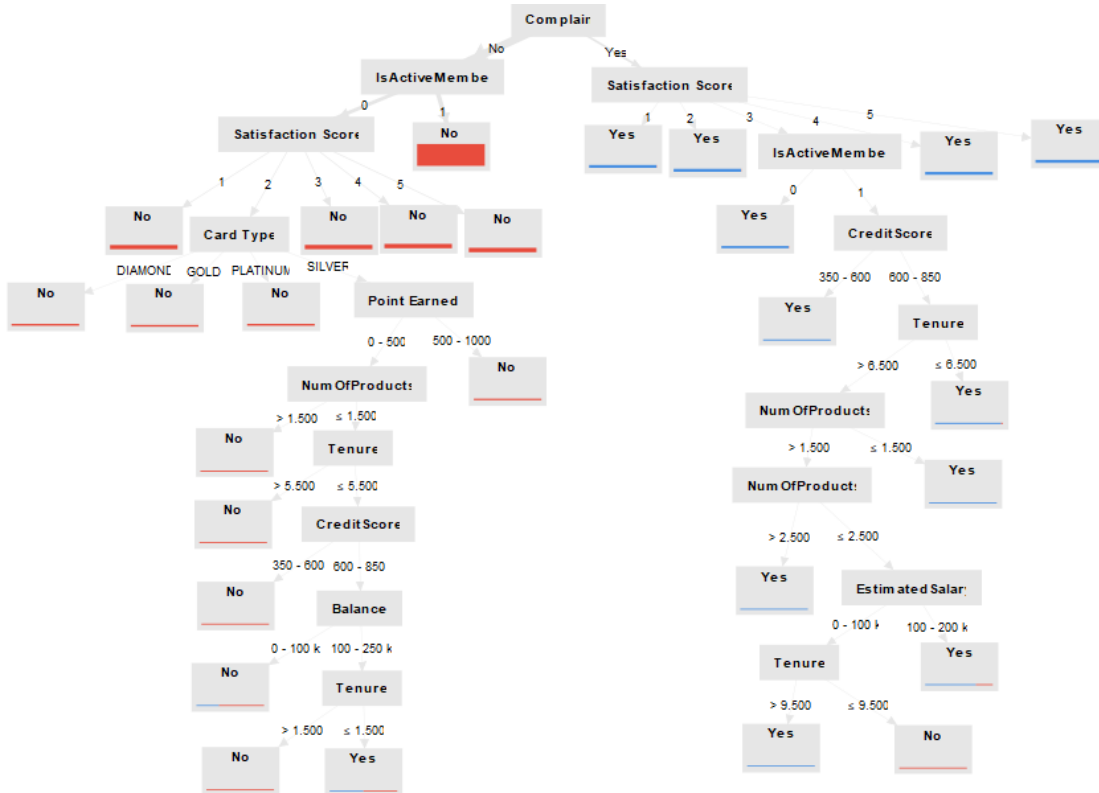 Complain
No
Yes
IsActiveMembe
Satisfaction Score
0
1
No
Satisfaction Score
1
2
3
4
5
Yes
Yes
IsActiveMembe
Yes
Yes
1
2
3
4
5
No
Card Type
No
No
No
0
1
Yes
CreditScore
DIAMOND
GOLD
PLATINUM
SILVER
No
No
No
Point Earned
350 - 600
600 - 850
Yes
Tenure
0 - 500
500 - 1000
NumOfProducts
No
> 6.500
≤ 6.500
NumOfProducts
Yes
> 1.500
≤ 1.500
No
Tenure
> 1.500
≤ 1.500
NumOfProducts
Yes
> 5.500
≤ 5.500
No
CreditScore
> 2.500
≤ 2.500
Yes
Estimated Salary
350 - 600
600 - 850
No
Balance
0 - 100 k
100 - 200 k
Tenure
Yes
0 - 100 k
100 - 250 k
No
Tenure
> 9.500
≤ 9.500
Yes
No
> 1.500
≤ 1.500
No
Yes